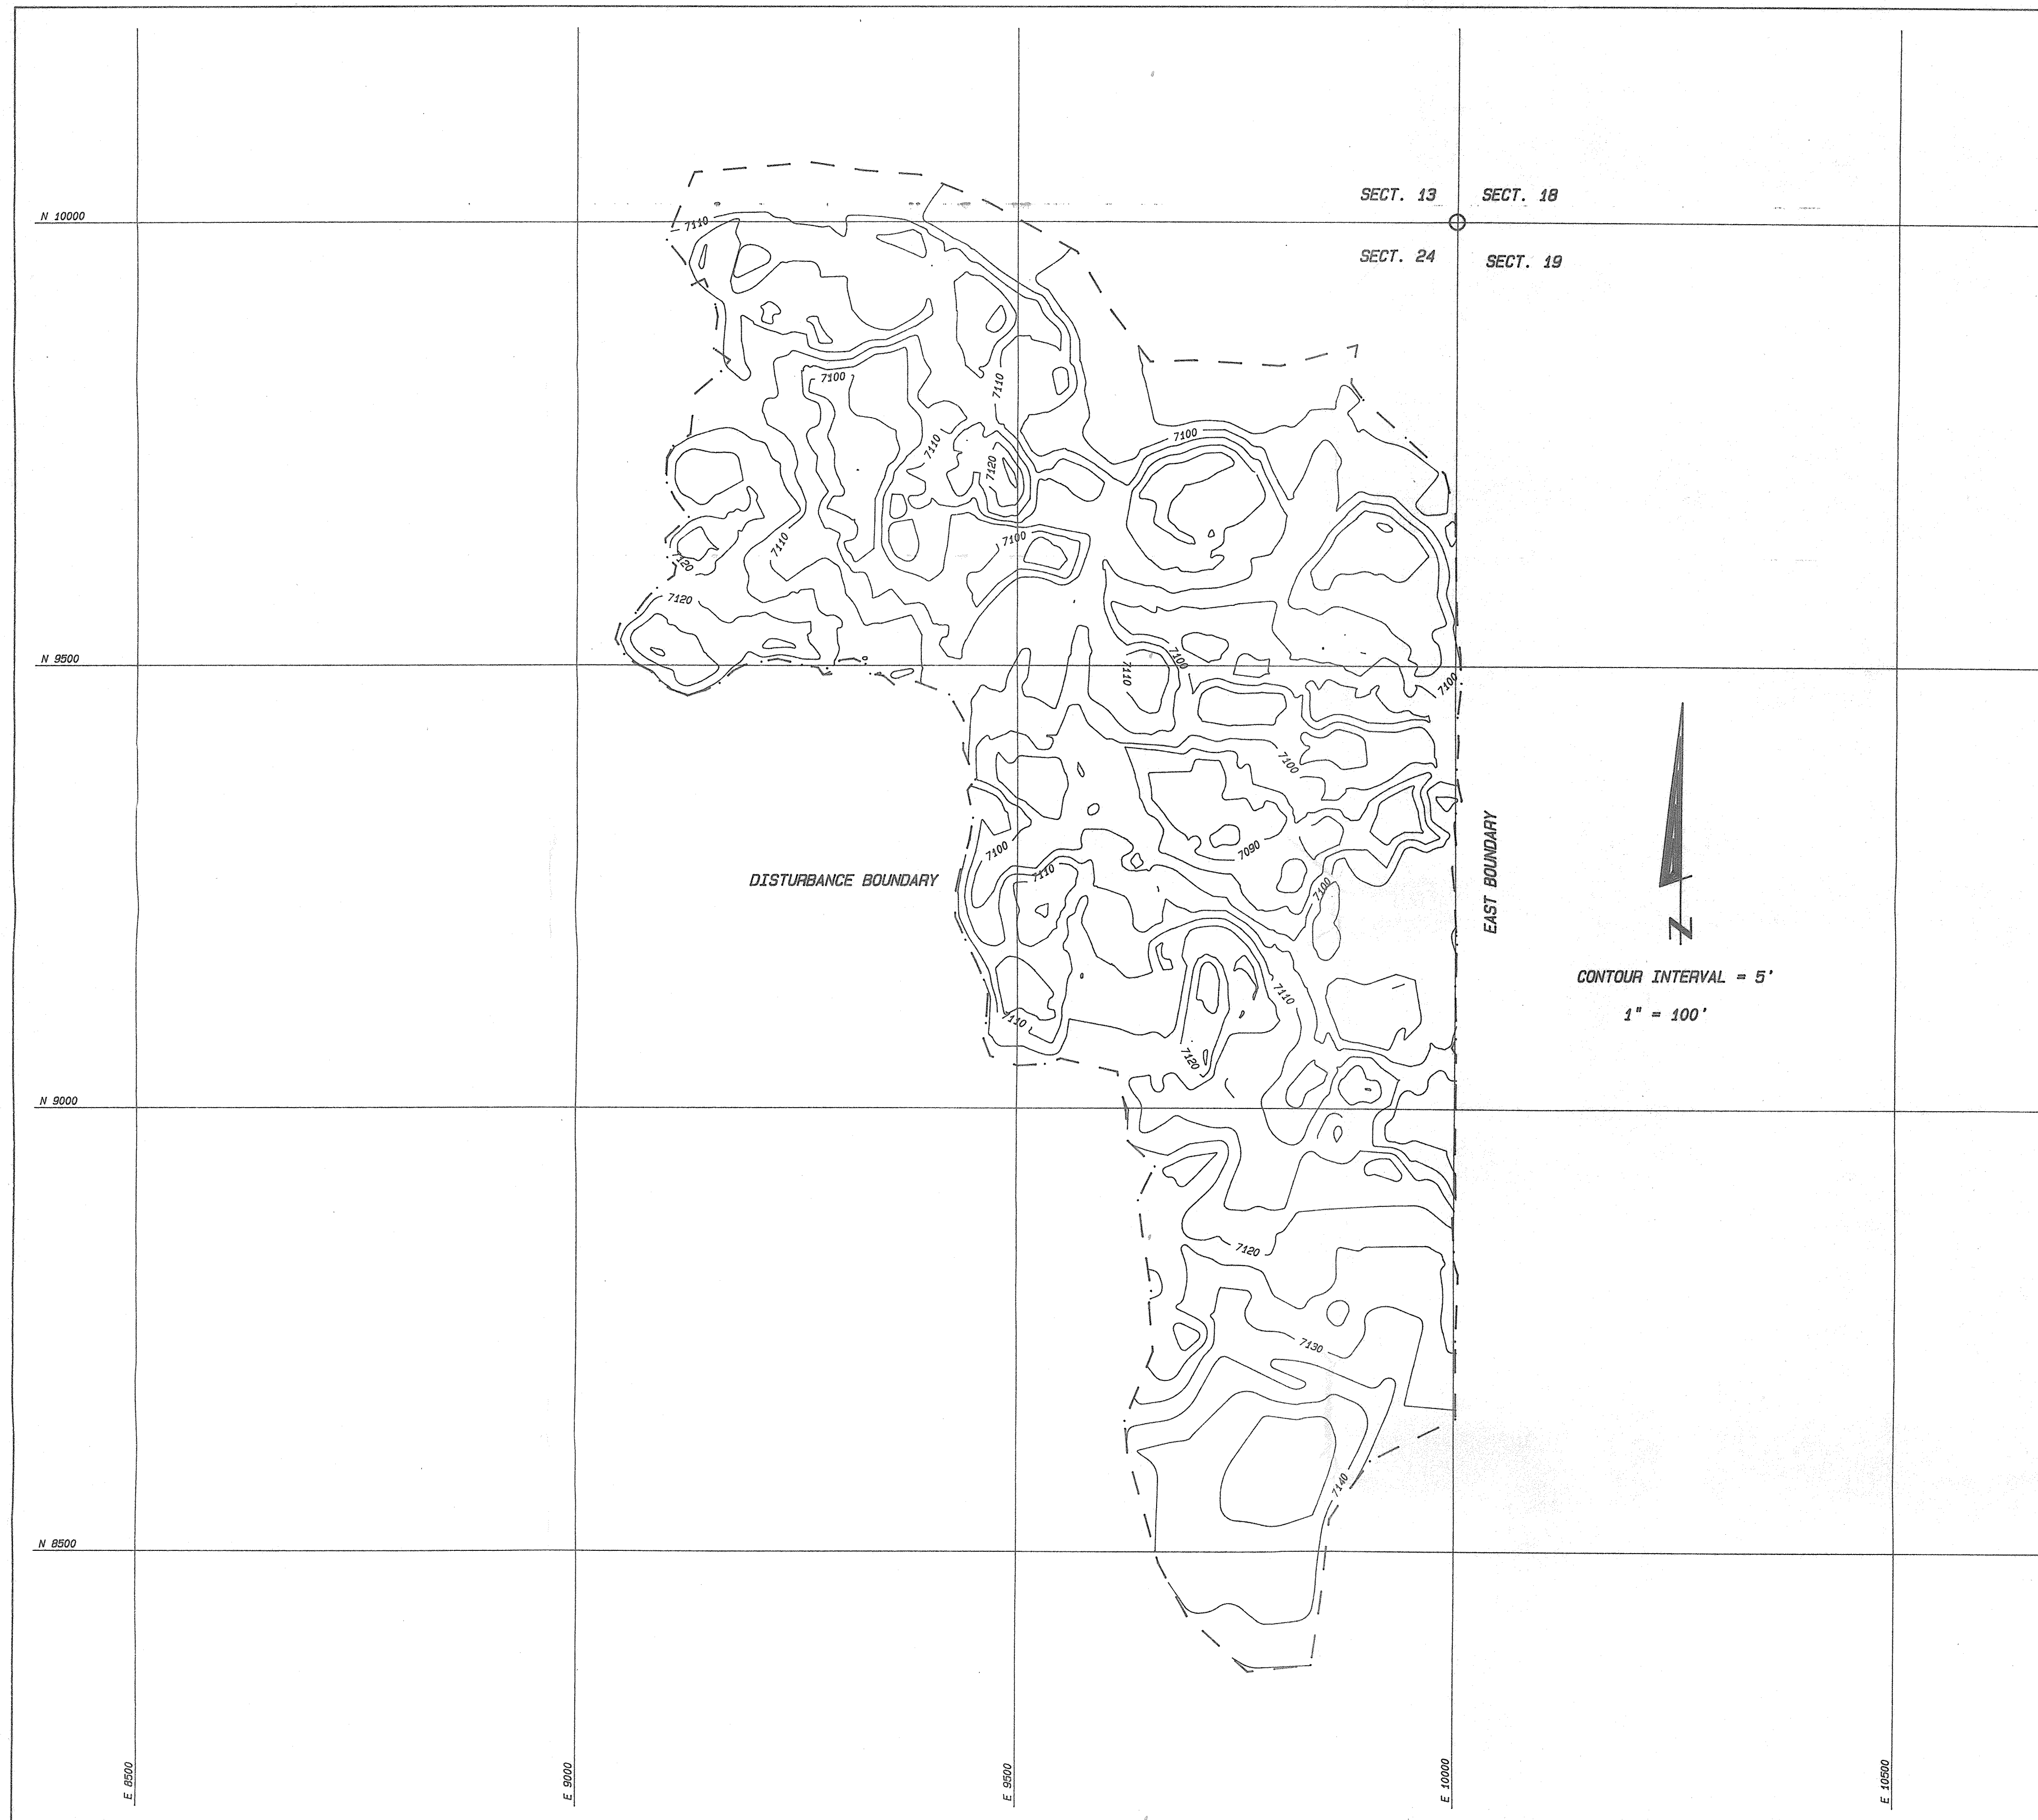 SECT. 13
SECT. 18
N 10000
7110
SECT. 24
SECT. 19
7100
7110
7100
7110
7120
7100
7110
7120
7120
N 9500
7100
7110
7100
7100
7090
7100
7110
7100
DISTURBANCE BOUNDARY
EAST BOUNDARY
N
CONTOUR INTERVAL = 5'
1" = 100'
7110
7110
7120
N 9000
7120
7130
7140
N 8500
E 8500
E 9000
E 9500
E 10000
E 10500